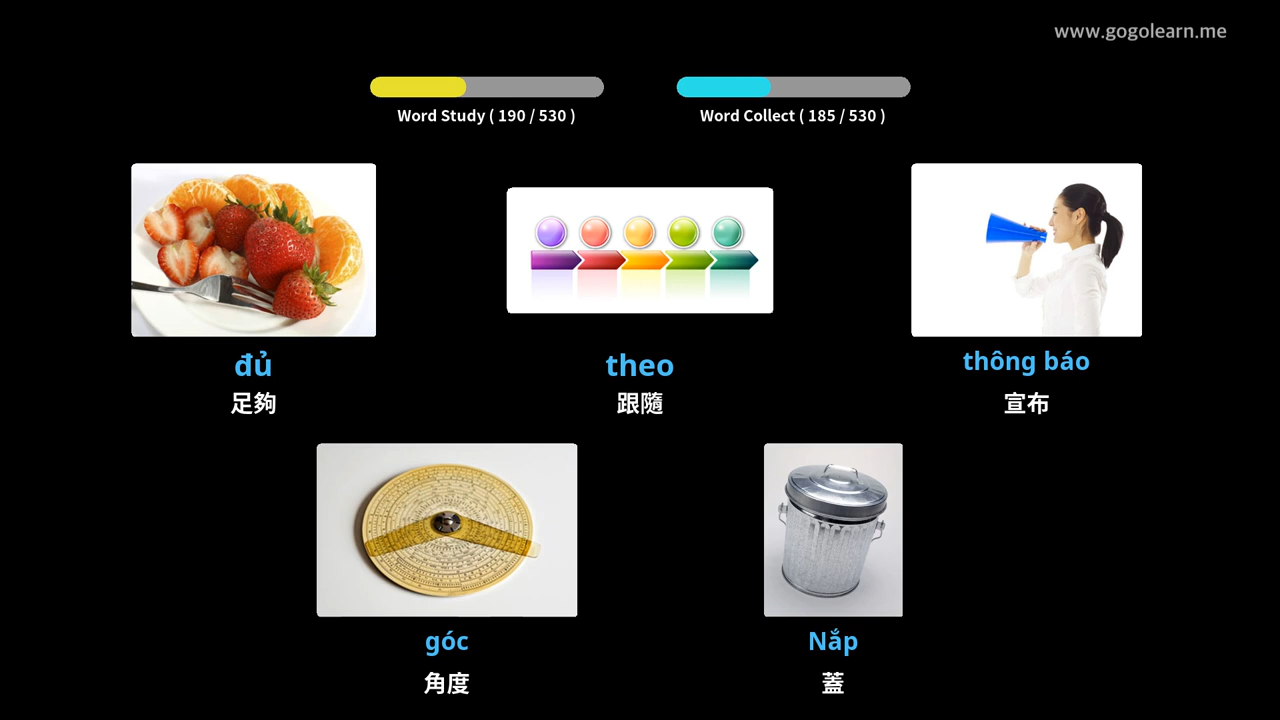 www.gogolearn.me
Word Study ( 190 / 530 )
Word Collect ( 185 / 530 )
đủ
足夠
theo
跟隨
thông báo
宣布
góc
角度
Nắp
蓋